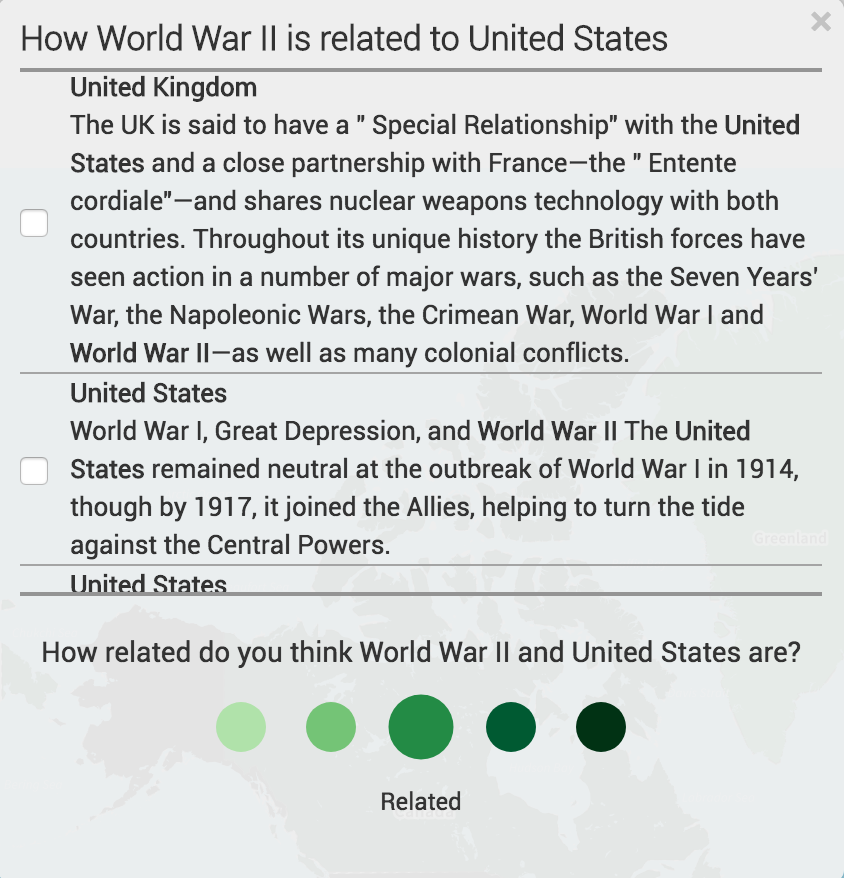 How World War II is related to United States
×
United Kingdom
The UK is said to have a " Special Relationship" with the United
States and a close partnership with France—the " Entente
cordiale"—and shares nuclear weapons technology with both
countries. Throughout its unique history the British forces have
seen action in a number of major wars, such as the Seven Years'
War, the Napoleonic Wars, the Crimean War, World War I and
World War II—as well as many colonial conflicts.
United States
World War I, Great Depression, and World War II The United
States remained neutral at the outbreak of World War I in 1914,
though by 1917, it joined the Allies, helping to turn the tide
against the Central Powers.
Greenland
United States
How related do you think World War II and United States are?
Related
Canada